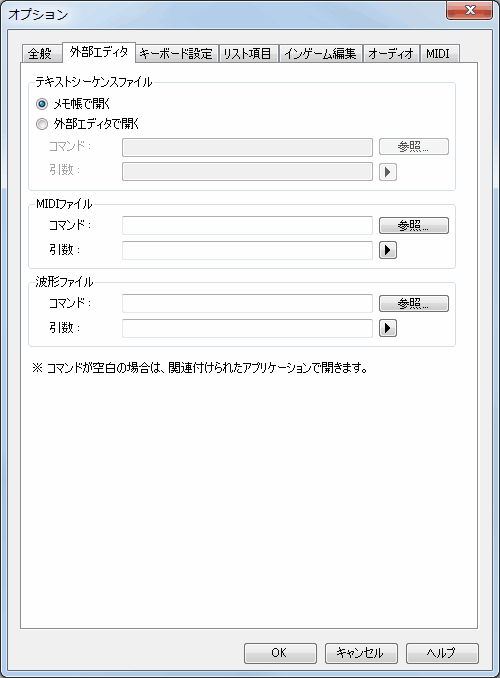 オプション
全般 外部エディタ キーボード設定 リスト項目 インゲーム編集 オーディオ MIDI
テキストシーケンスファイル
メモ帳で開く
外部エディタで開く
コマンド： 参照...
引数：
MIDIファイル
コマンド： 参照...
引数：
波形ファイル
コマンド： 参照...
引数：
※ コマンドが空白の場合は、関連付けられたアプリケーションで開きます。
OK キャンセル ヘルプ